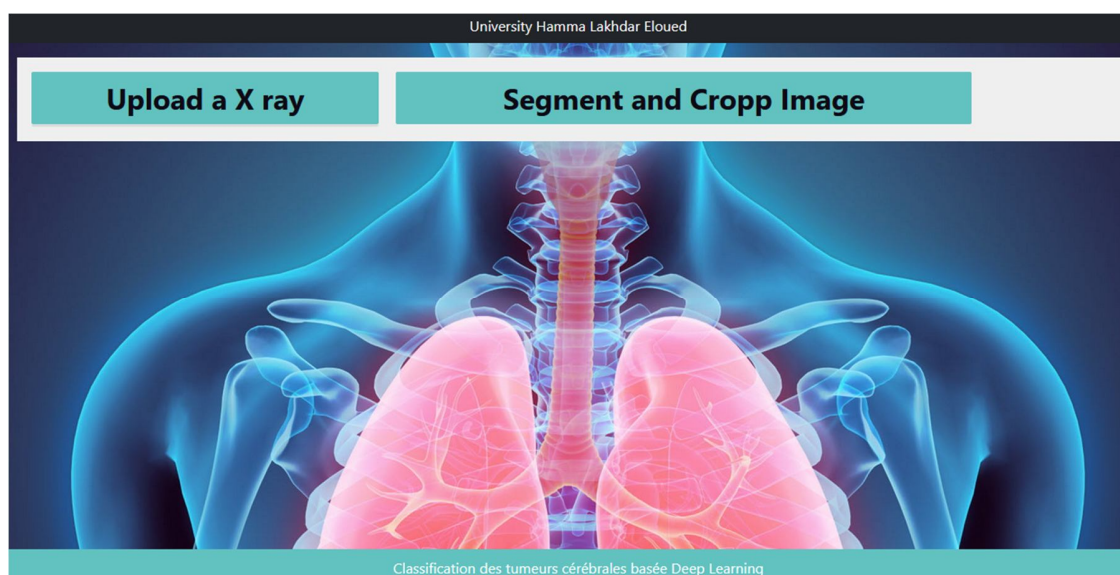 University Hamma Lakhdar Eloued
Upload a X ray
Segment and Cropp Image
Classification des tumeurs cérébrales basée Deep Learning